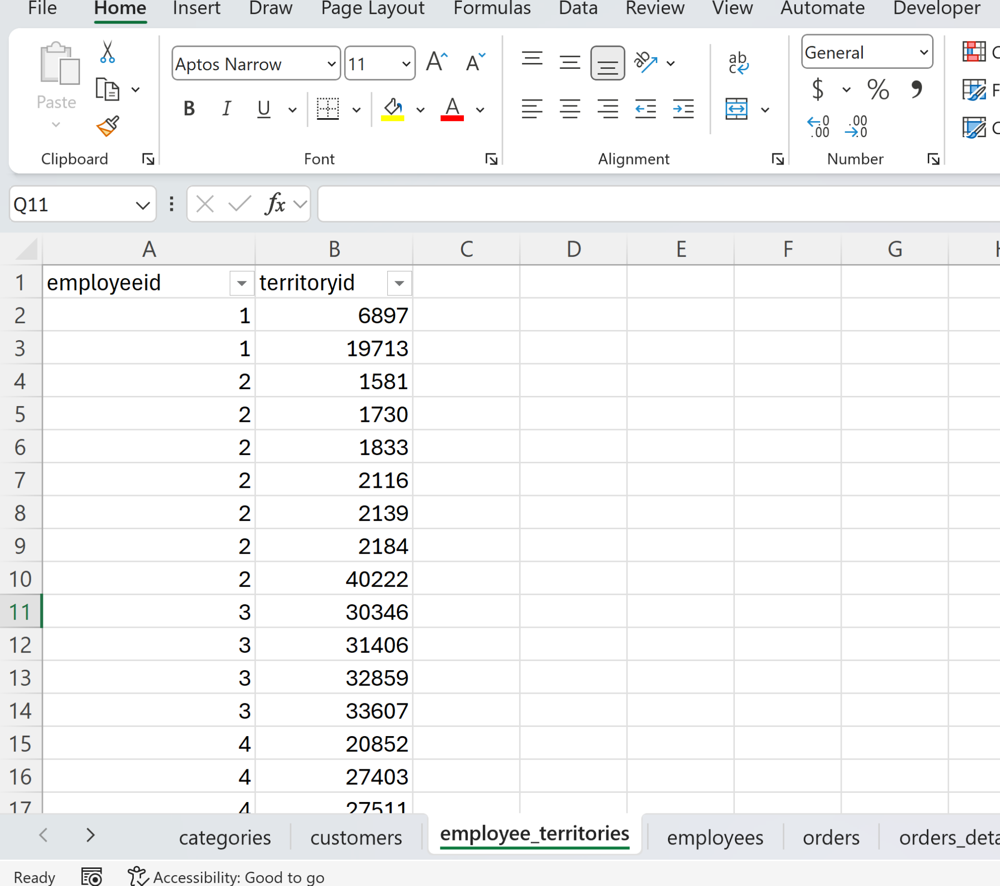 File Home Insert Draw Page Layout Formulas Data Review View Automate Developer
Paste
Aptos Narrow 11 General
B I U
$ % ,
Clipboard Font Alignment Number
Q11 fx
A B C D E F G
1 employeeid territoryid
2 1 6897
3 1 19713
4 2 1581
5 2 1730
6 2 1833
7 2 2116
8 2 2139
9 2 2184
10 2 40222
11 3 30346
12 3 31406
13 3 32859
14 3 33607
15 4 20852
16 4 27403
17 4 27511
categories customers employee_territories employees orders orders_deta
Ready Accessibility: Good to go